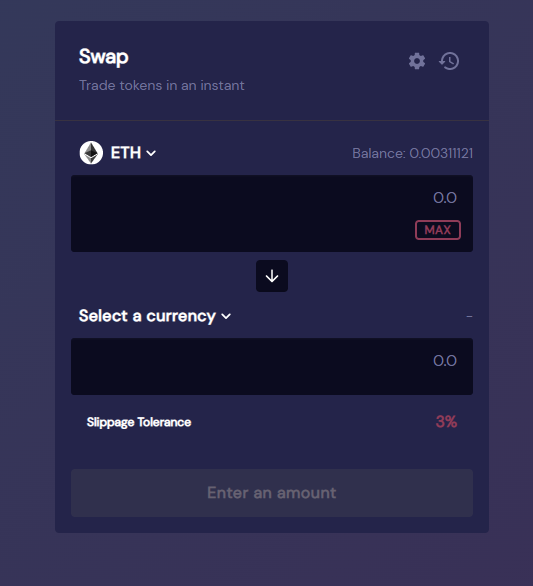 Swap
Trade tokens in an instant
ETH
Balance: 0.00311121
0.0
MAX
Select a currency
-
0.0
Slippage Tolerance
3%
Enter an amount